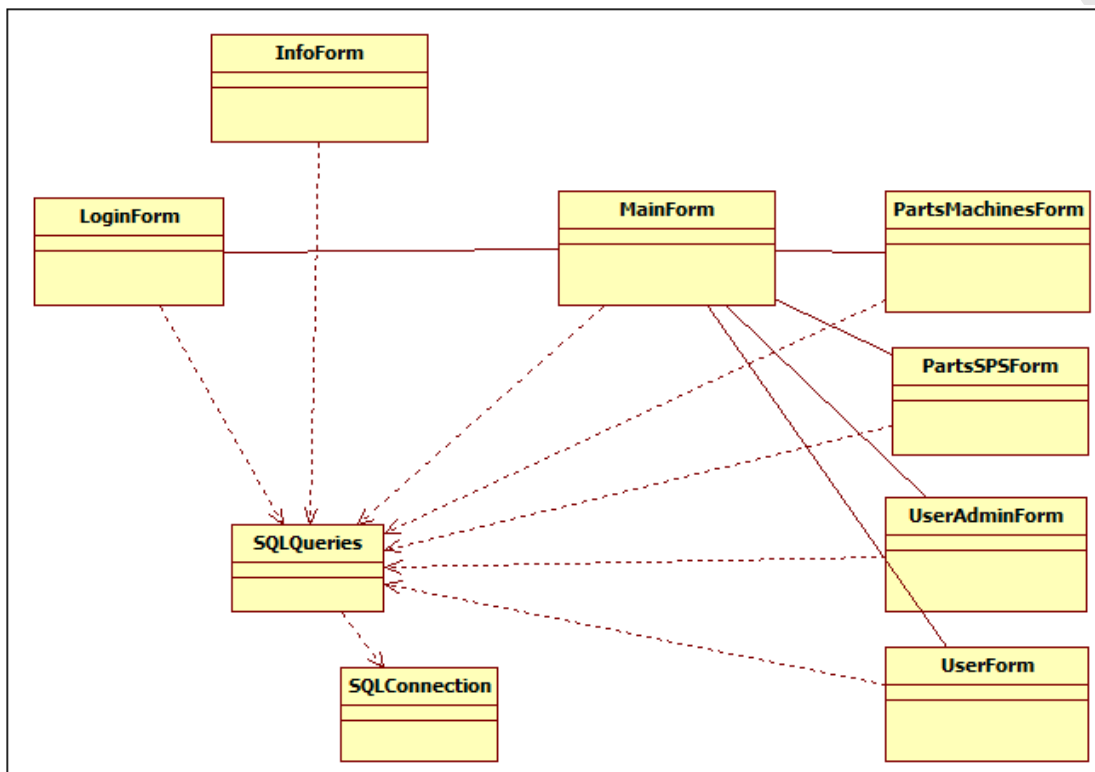 InfoForm
LoginForm
MainForm
PartsMachinesForm
PartsSPSForm
UserAdminForm
SQLQueries
UserForm
SQLConnection